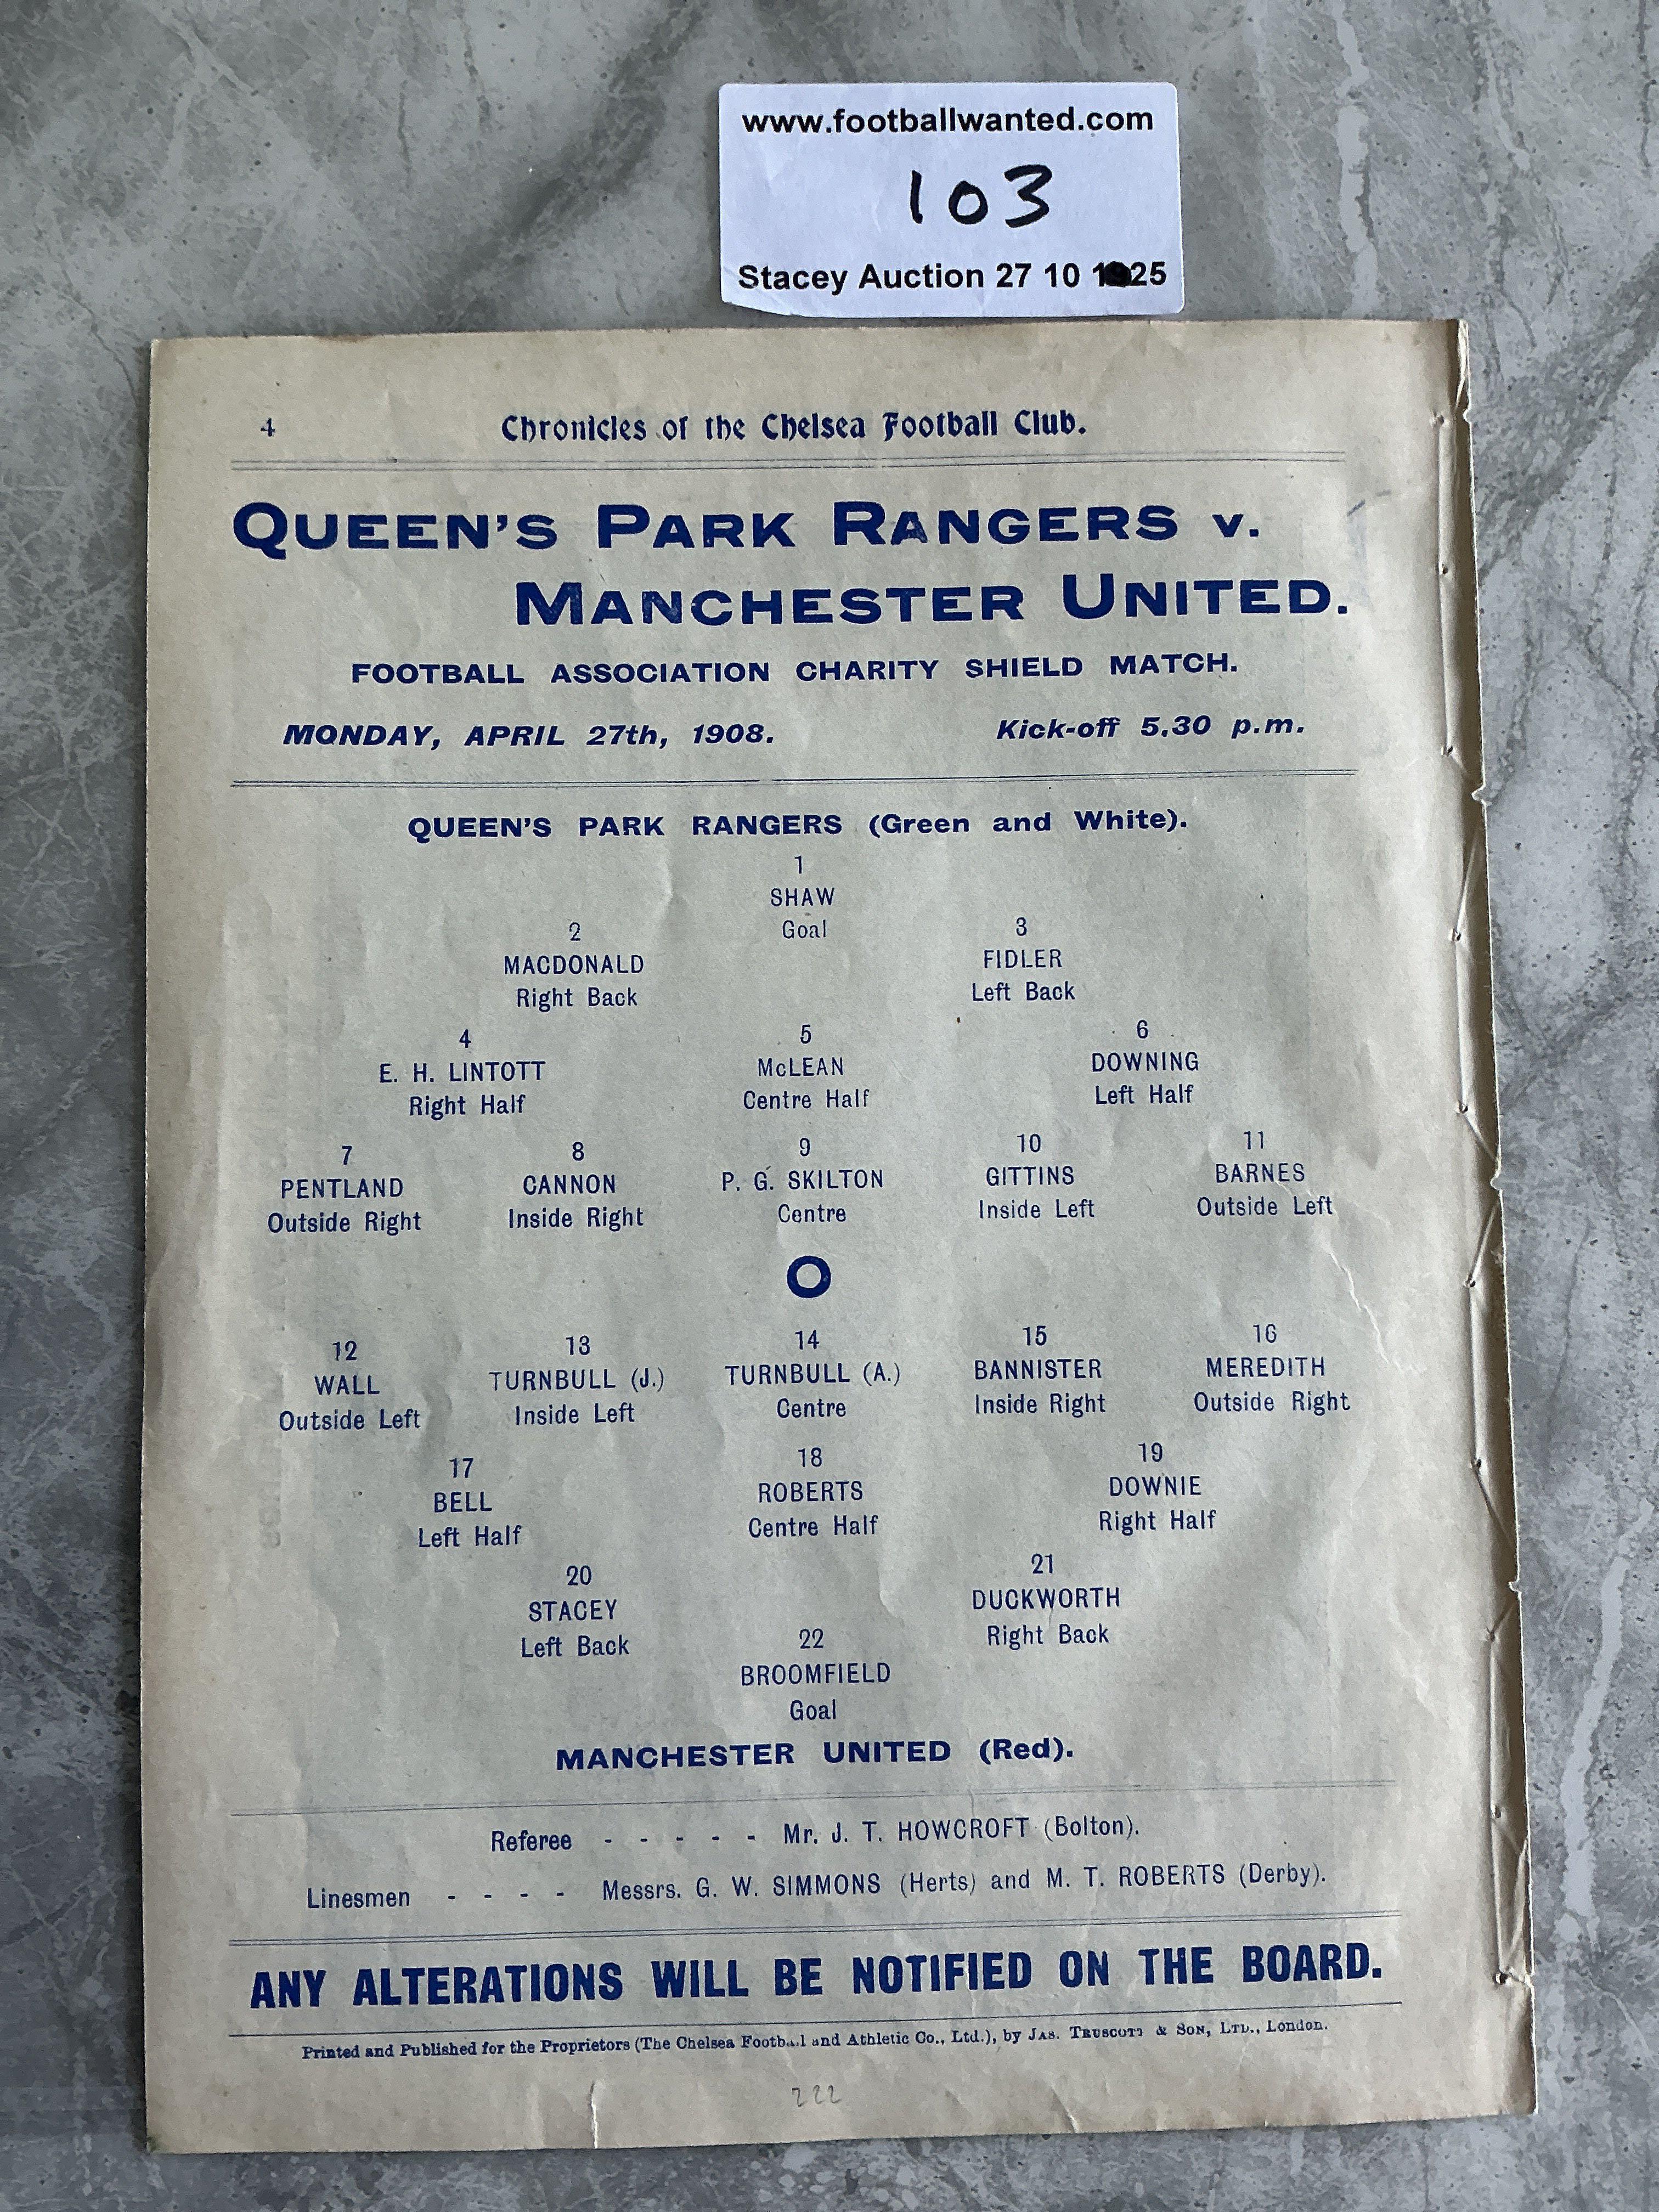 www.footballwanted.com
103
Stacey Auction 27 10 1925
4 Chronicles of the Chelsea Football Club.
QUEEN'S PARK RANGERS v.
MANCHESTER UNITED.
FOOTBALL ASSOCIATION CHARITY SHIELD MATCH.
MONDAY, APRIL 27th, 1908. Kick-off 5.30 p.m.
QUEEN'S PARK RANGERS (Green and White).
1
SHAW
Goal
2 3
MACDONALD FIDLER
Right Back Left Back
4 5 6
E. H. LINTOTT McLEAN DOWNING
Right Half Centre Half Left Half
7 8 9 10 11
PENTLAND CANNON P. G. SKILTON GITTINS BARNES
Outside Right Inside Right Centre Inside Left Outside Left
O
12 13 14 15 16
WALL TURNBULL (J.) TURNBULL (A.) BANNISTER MEREDITH
Outside Left Inside Left Centre Inside Right Outside Right
17 18 19
BELL ROBERTS DOWNIE
Left Half Centre Half Right Half
20 21
STACEY DUCKWORTH
Left Back Right Back
22
BROOMFIELD
Goal
MANCHESTER UNITED (Red).
Referee - - - - - Mr. J. T. HOWCROFT (Bolton).
Linesmen - - - - Messrs. G. W. SIMMONS (Herts) and M. T. ROBERTS (Derby).
ANY ALTERATIONS WILL BE NOTIFIED ON THE BOARD.
Printed and Published for the Proprietors (The Chelsea Football and Athletic Co., Ltd.), by JAS. TRUSCOTT & SON, LTD., London.
222